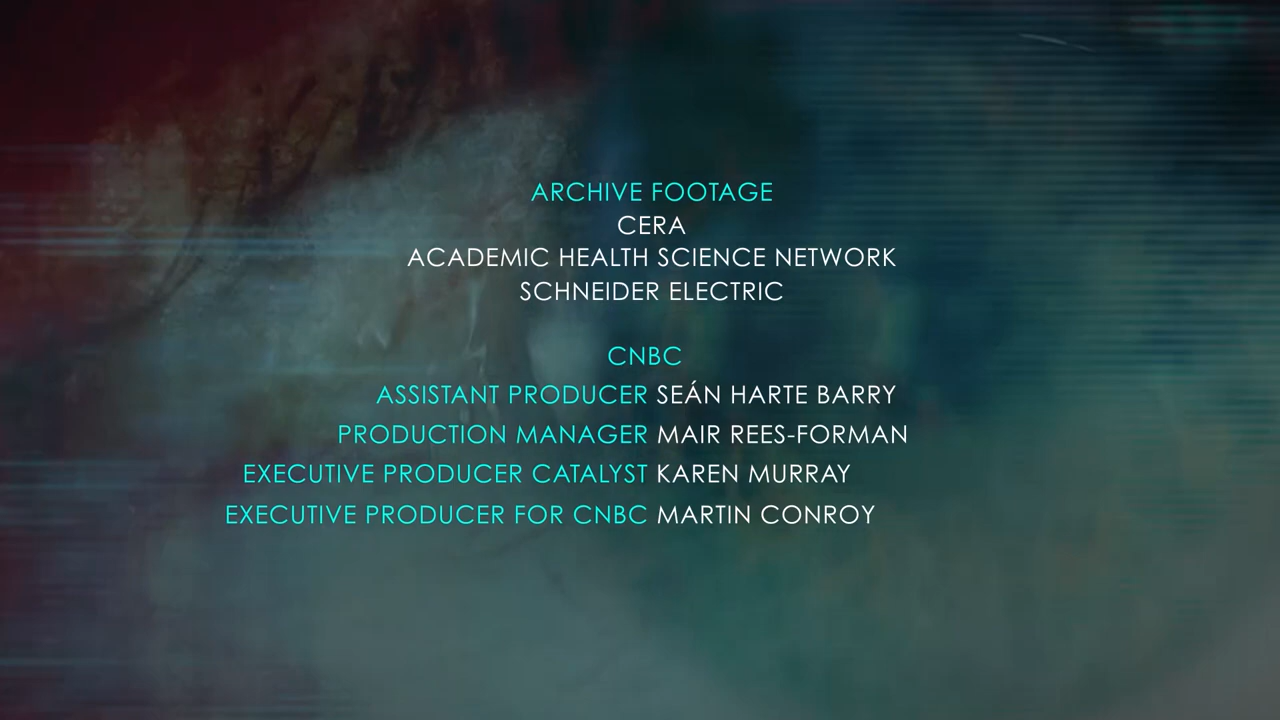 ARCHIVE FOOTAGE
CERA
ACADEMIC HEALTH SCIENCE NETWORK
SCHNEIDER ELECTRIC
CNBC
ASSISTANT PRODUCER SEÁN HARTE BARRY
PRODUCTION MANAGER MAIR REES-FORMAN
EXECUTIVE PRODUCER CATALYST KAREN MURRAY
EXECUTIVE PRODUCER FOR CNBC MARTIN CONROY